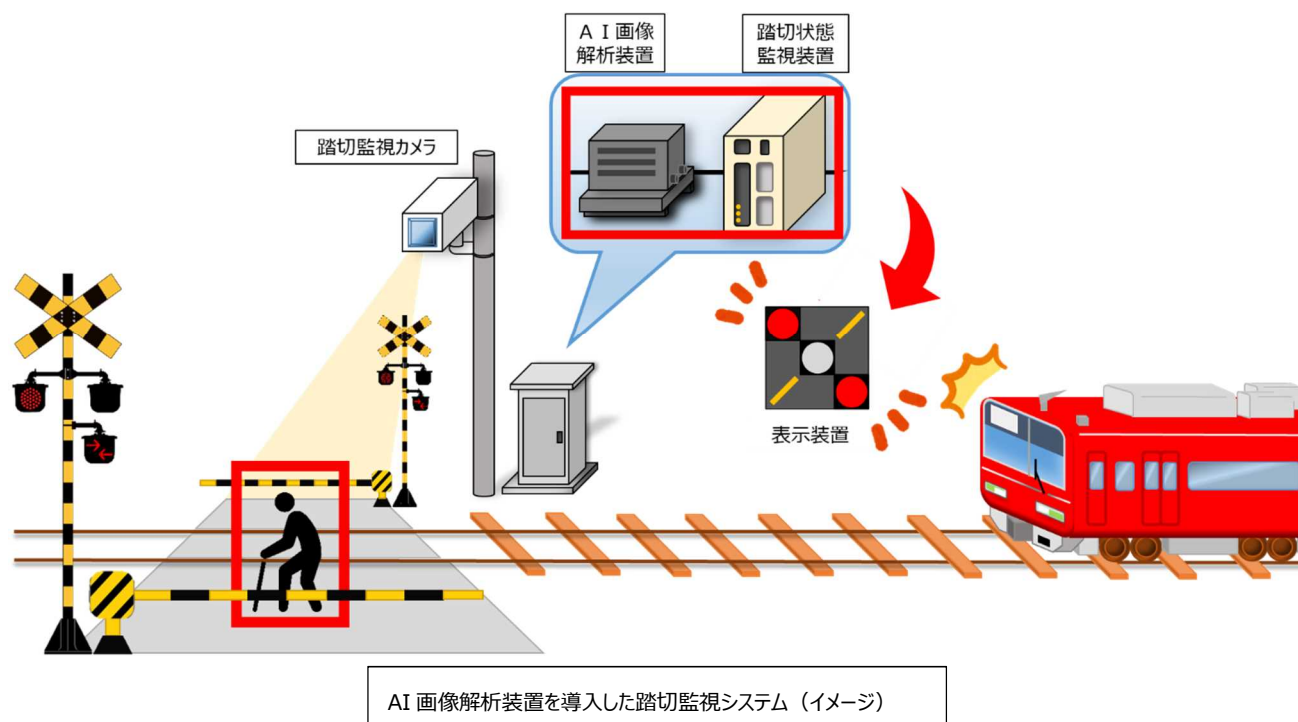 ＡＩ画像
解析装置
踏切状態
監視装置
踏切監視カメラ
表示装置
AI 画像解析装置を導入した踏切監視システム（イメージ）